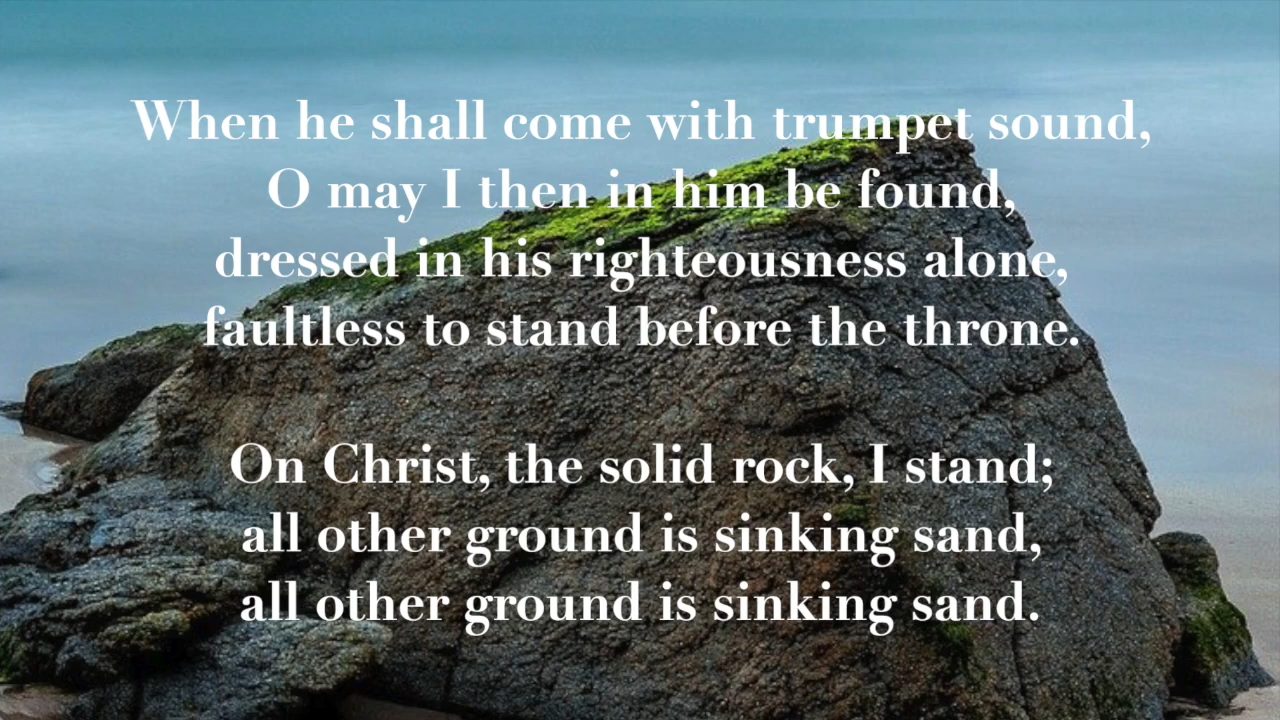 When he shall come with trumpet sound,
O may I then in him be found,
dressed in his righteousness alone,
faultless to stand before the throne.
On Christ, the solid rock, I stand;
all other ground is sinking sand,
all other ground is sinking sand.